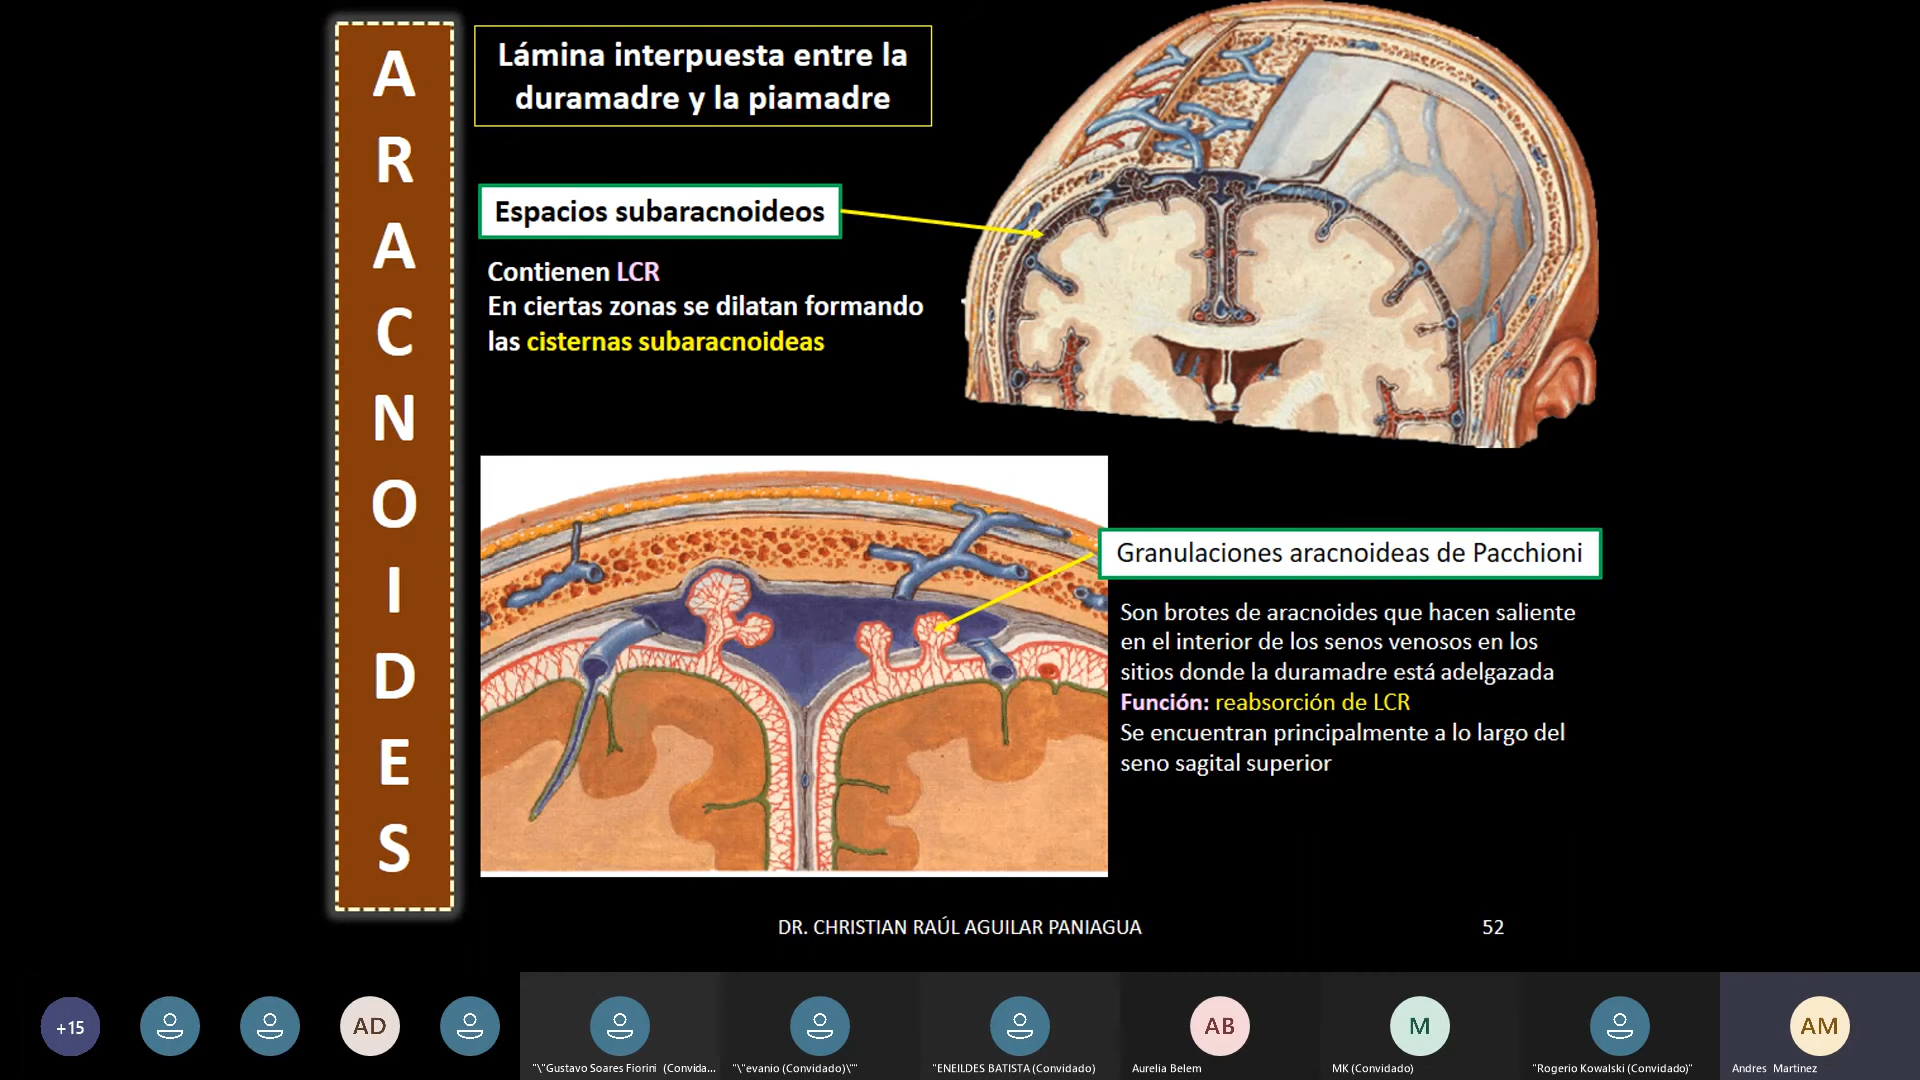 ARACNOIDES
Lámina interpuesta entre la
duramadre y la piamadre
Espacios subaracnoideos
Contienen LCR
En ciertas zonas se dilatan formando
las cisternas subaracnoideas
Granulaciones aracnoideas de Pacchioni
Son brotes de aracnoides que hacen saliente
en el interior de los senos venosos en los
sitios donde la duramadre está adelgazada
Función: reabsorción de LCR
Se encuentran principalmente a lo largo del
seno sagital superior
DR. CHRISTIAN RAÚL AGUILAR PANIAGUA
52
+15
AD
AB
M
AM
"\"Gustavo Soares Fiorini (Convida...
"\"evanio (Convidado)\""
"ENEILDES BATISTA (Convidado)
Aurelia Belem
MK (Convidado)
"Rogerio Kowalski (Convidado)"
Andres Martinez